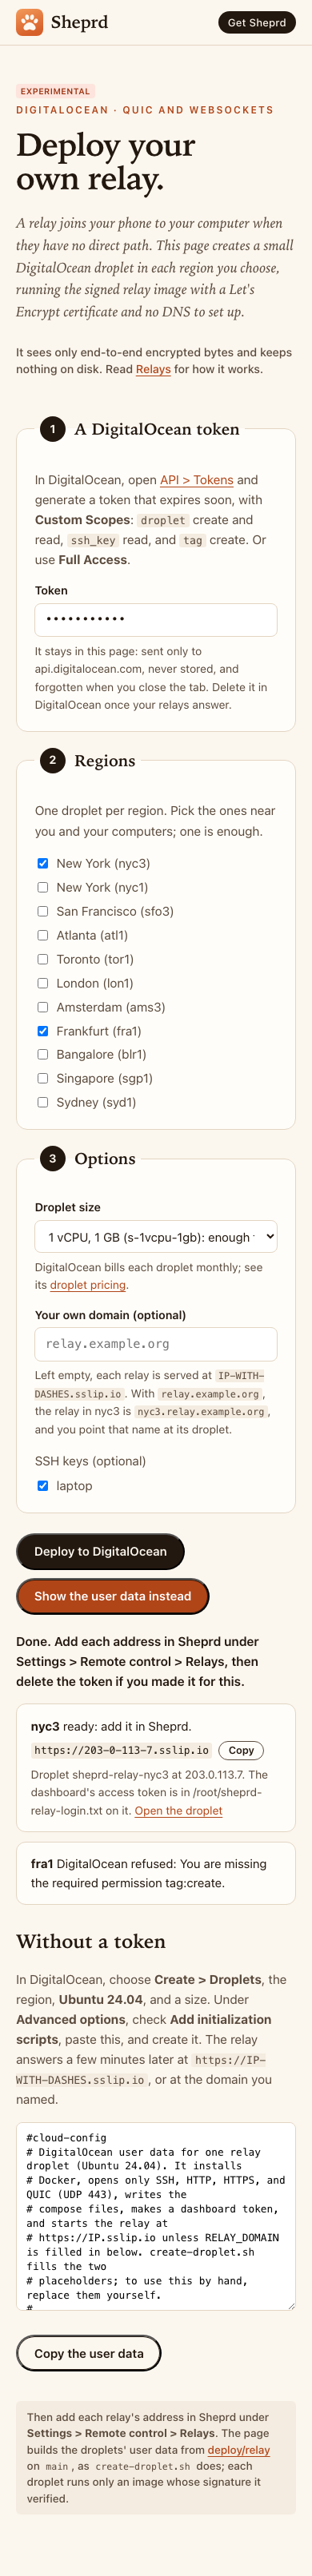 Sheprd
Get Sheprd
EXPERIMENTAL
DIGITALOCEAN · QUIC AND WEBSOCKETS
Deploy your
own relay.
A relay joins your phone to your computer when
they have no direct path. This page creates a small
DigitalOcean droplet in each region you choose,
running the signed relay image with a Let's
Encrypt certificate and no DNS to set up.
It sees only end-to-end encrypted bytes and keeps
nothing on disk. Read Relays for how it works.
1 A DigitalOcean token
In DigitalOcean, open API > Tokens and
generate a token that expires soon, with
Custom Scopes: droplet create and
read, ssh_key read, and tag create. Or
use Full Access.
Token
•••••••••••
It stays in this page: sent only to
api.digitalocean.com, never stored, and
forgotten when you close the tab. Delete it in
DigitalOcean once your relays answer.
2 Regions
One droplet per region. Pick the ones near
you and your computers; one is enough.
New York (nyc3)
New York (nyc1)
San Francisco (sfo3)
Atlanta (atl1)
Toronto (tor1)
London (lon1)
Amsterdam (ams3)
Frankfurt (fra1)
Bangalore (blr1)
Singapore (sgp1)
Sydney (syd1)
3 Options
Droplet size
1 vCPU, 1 GB (s-1vcpu-1gb): enough
DigitalOcean bills each droplet monthly; see
its droplet pricing.
Your own domain (optional)
relay.example.org
Left empty, each relay is served at IP-WITH-
DASHES.sslip.io. With relay.example.org,
the relay in nyc3 is nyc3.relay.example.org,
and you point that name at its droplet.
SSH keys (optional)
laptop
Deploy to DigitalOcean
Show the user data instead
Done. Add each address in Sheprd under
Settings > Remote control > Relays, then
delete the token if you made it for this.
nyc3 ready: add it in Sheprd.
https://203-0-113-7.sslip.io Copy
Droplet sheprd-relay-nyc3 at 203.0.113.7. The
dashboard's access token is in /root/sheprd-
relay-login.txt on it. Open the droplet
fra1 DigitalOcean refused: You are missing
the required permission tag:create.
Without a token
In DigitalOcean, choose Create > Droplets, the
region, Ubuntu 24.04, and a size. Under
Advanced options, check Add initialization
scripts, paste this, and create it. The relay
answers a few minutes later at https://IP-
WITH-DASHES.sslip.io, or at the domain you
named.
#cloud-config
# DigitalOcean user data for one relay
droplet (Ubuntu 24.04). It installs
# Docker, opens only SSH, HTTP, HTTPS, and
QUIC (UDP 443), writes the
# compose files, makes a dashboard token,
and starts the relay at
# https://IP.sslip.io unless RELAY_DOMAIN
is filled in below. create-droplet.sh
fills the two
# placeholders; to use this by hand,
replace them yourself.
#
Copy the user data
Then add each relay's address in Sheprd under
Settings > Remote control > Relays. The page
builds the droplets' user data from deploy/relay
on main, as create-droplet.sh does; each
droplet runs only an image whose signature it
verified.